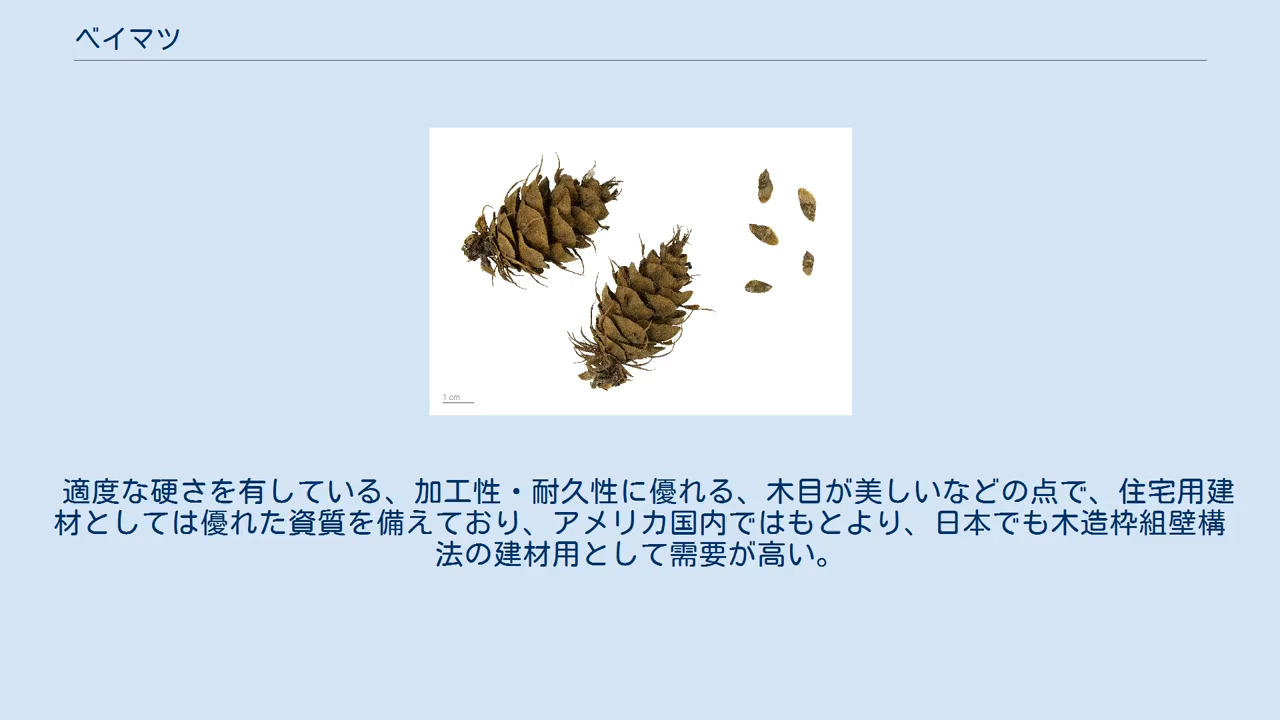 ベイマツ
1 cm
適度な硬さを有している、加工性・耐久性に優れる、木目が美しいなどの点で、住宅用建
材としては優れた資質を備えており、アメリカ国内ではもとより、日本でも木造枠組壁構
法の建材用として需要が高い。